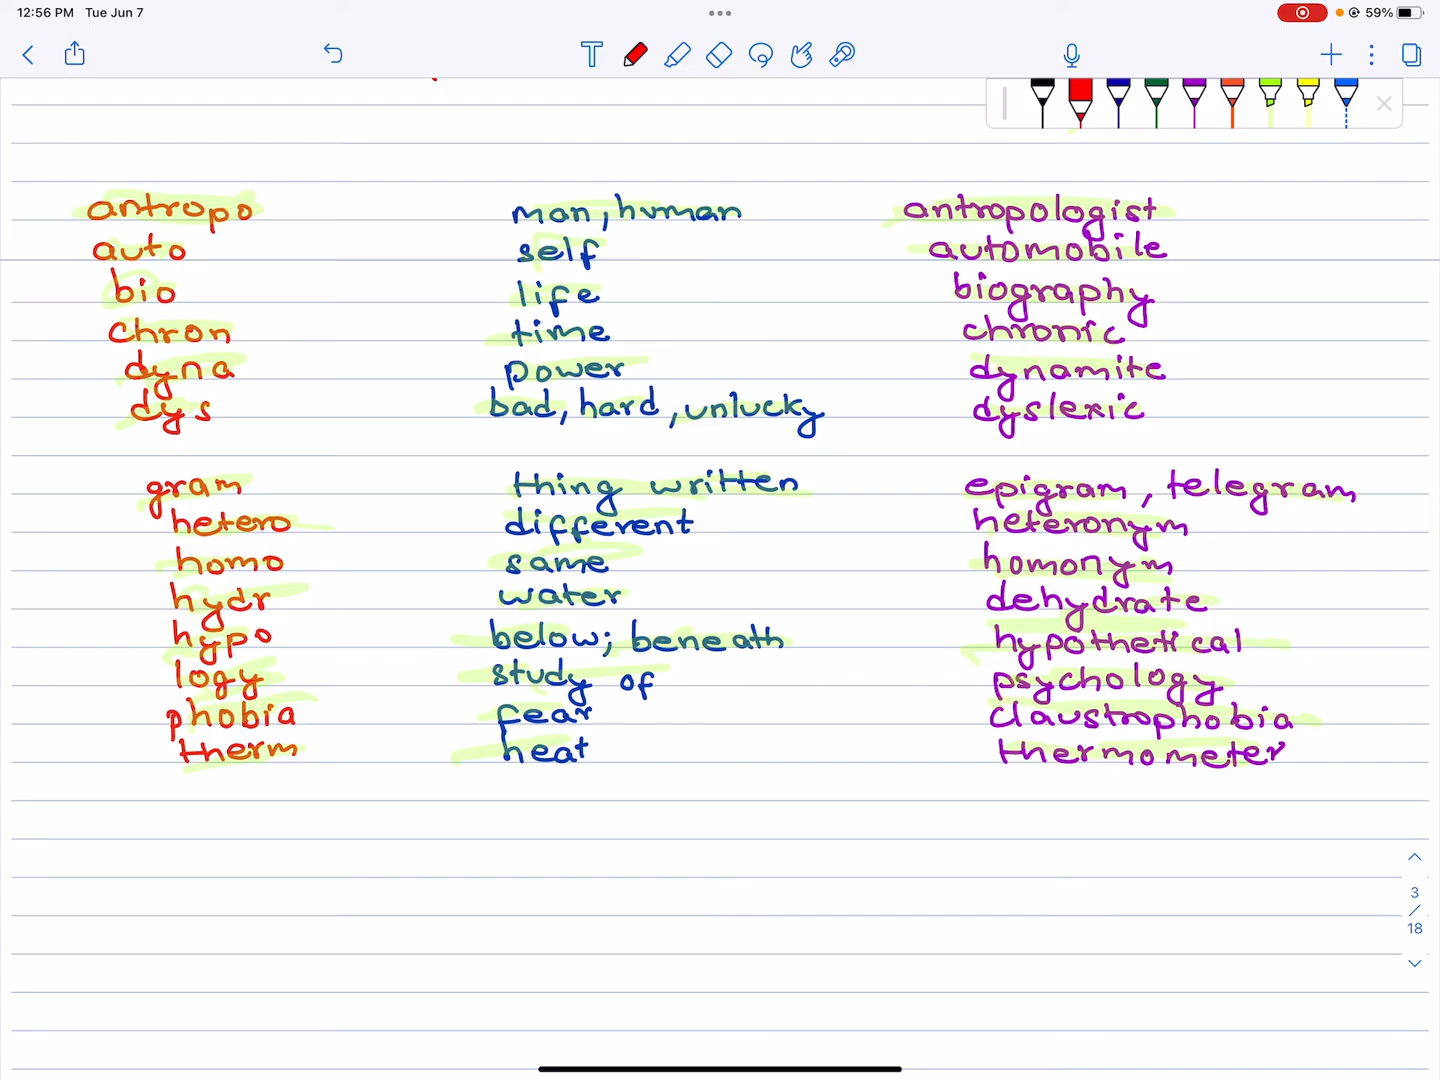 12:56 PM Tue Jun 7 59%
T
antropo man, human antropologist
auto self automobile
bio life biography
chron time chronic
dyna power dynamite
dys bad, hard, unlucky dyslexic
gram thing written epigram, telegram
hetero different heteronym
homo same homonym
hydr water dehydrate
hypo below; beneath hypothetical
logy study of psychology
phobia fear claustrophobia
therm heat thermometer
3
/
18